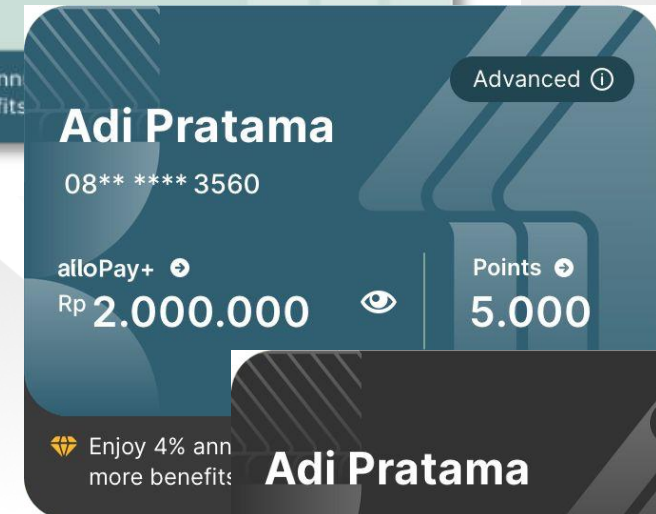 Advanced
Adi Pratama
08** **** 3560
alloPay+
Points
Rp 2.000.000
5.000
Enjoy 4% ann
more benefits
Adi Pratama